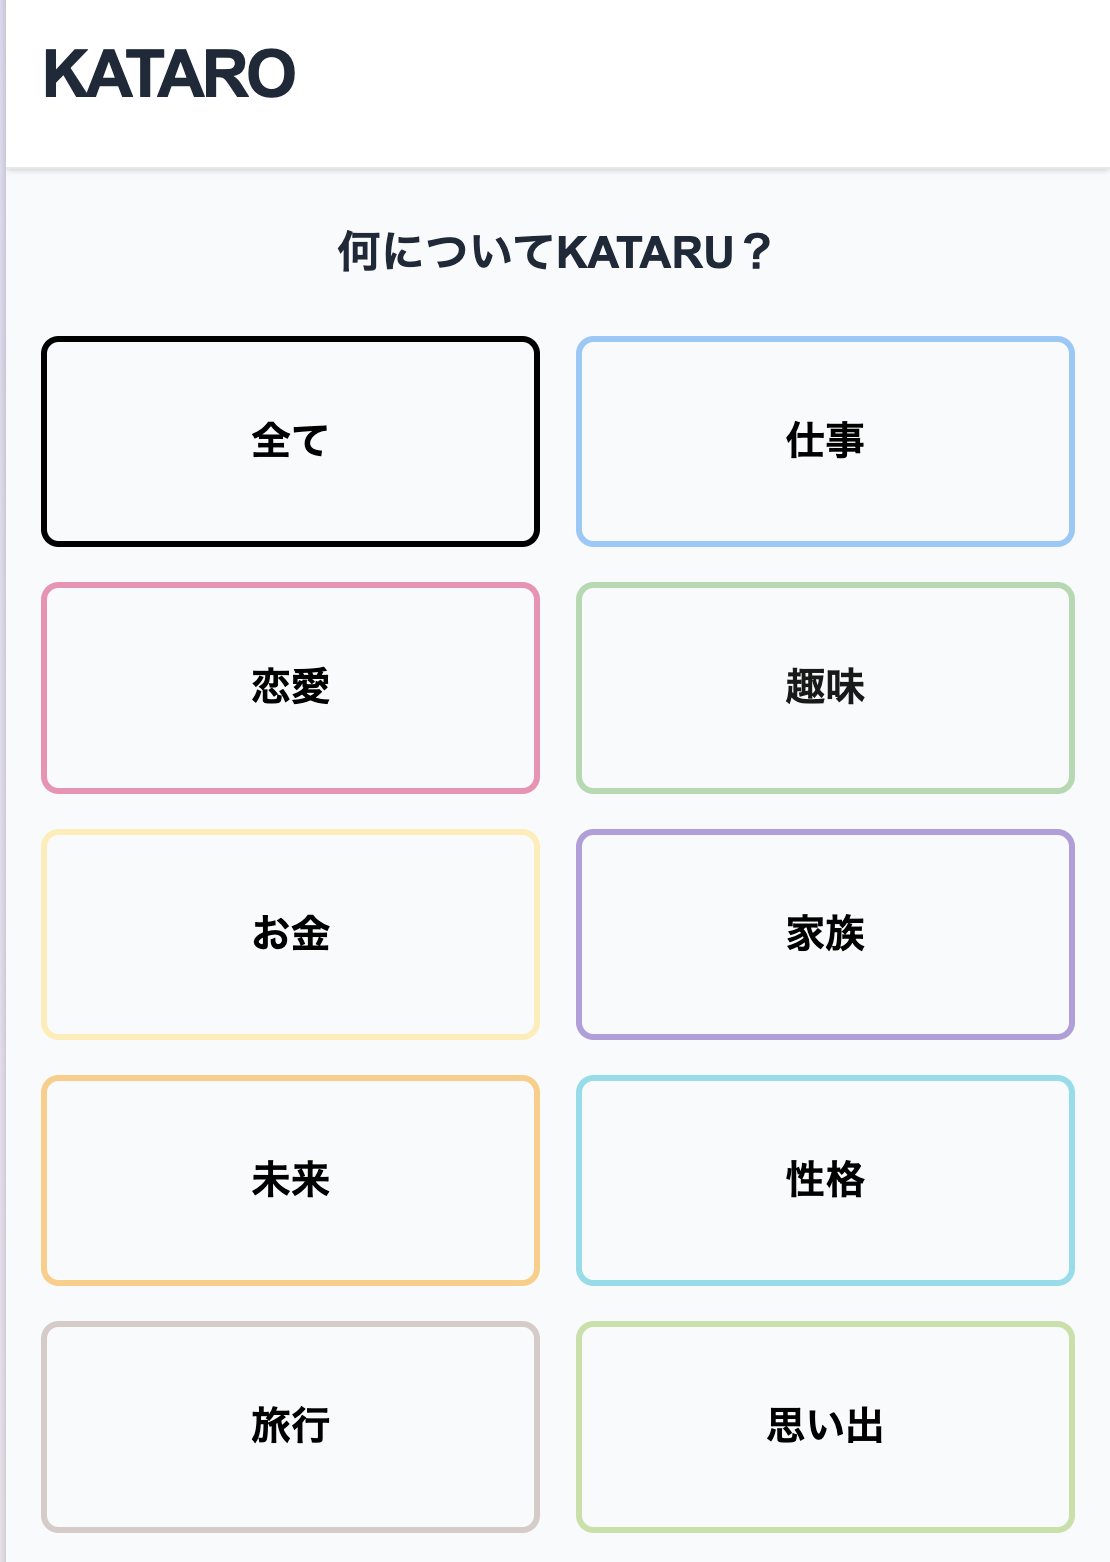 KATARO
何についてKATARU？
全て
仕事
恋愛
趣味
お金
家族
未来
性格
旅行
思い出